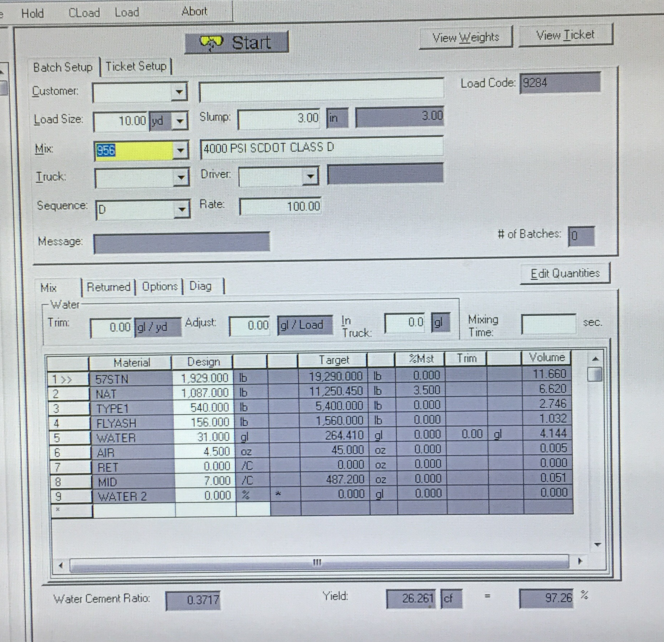 Hold CLoad Load Abort
Start View Weights View Ticket
Batch Setup Ticket Setup
Customer: Load Code: 9284
Load Size: 10.00 yd Slump: 3.00 in 3.00
Mix: 956 4000 PSI SCDOT CLASS D
Truck: Driver:
Sequence: D Rate: 100.00
Message: # of Batches: 0
Edit Quantities
Mix Returned Options Diag
Water
Trim: 0.00 gl / yd Adjust: 0.00 gl / Load In Truck: 0.0 gl Mixing Time: sec.
Material Design Target %Mst Trim Volume
1 >> 57STN 1,929.000 lb 19,290.000 lb 0.000 11.660
2 NAT 1,087.000 lb 11,250.450 lb 3.500 6.620
3 TYPE1 540.000 lb 5,400.000 lb 0.000 2.746
4 FLYASH 156.000 lb 1,560.000 lb 0.000 1.032
5 WATER 31.000 gl 264.410 gl 0.000 0.00 gl 4.144
6 AIR 4.500 oz 45.000 oz 0.000 0.005
7 RET 0.000 /C 0.000 oz 0.000 0.000
8 MID 7.000 /C 487.200 oz 0.000 0.051
9 WATER 2 0.000 % * 0.000 gl 0.000 0.000
*
Water Cement Ratio: 0.3717 Yield: 26.261 cf = 97.26 %